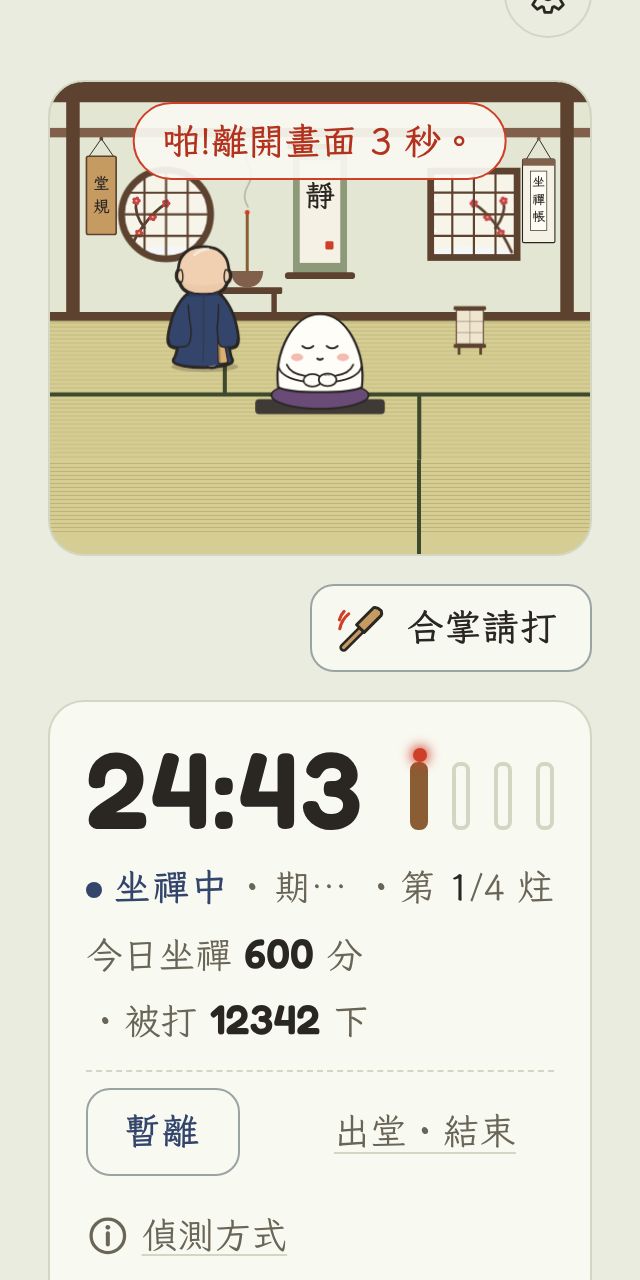 啪!離開畫面 3 秒。
堂規
靜
坐禪帳
合掌請打
24:43
坐禪中 · 期… · 第 1/4 炷
今日坐禪 600 分
· 被打 12342 下
暫離
出堂·結束
偵測方式